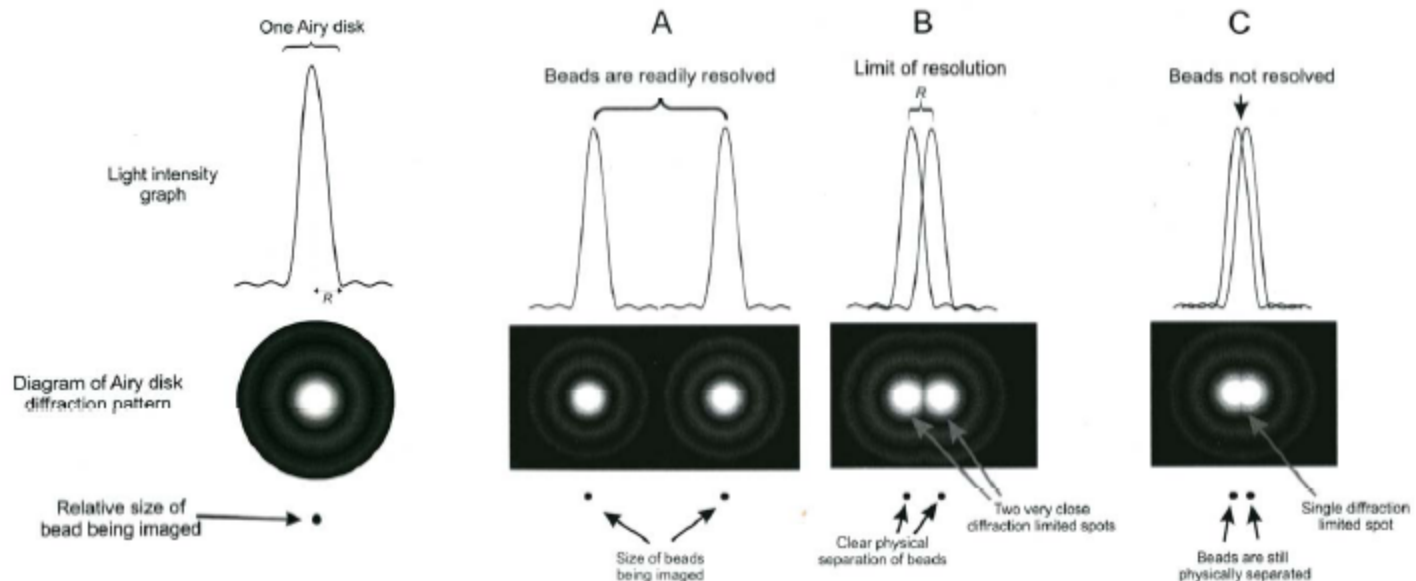 One Airy disk
Light intensity
graph
R
Diagram of Airy disk
diffraction pattern
Relative size of
bead being imaged
A
Beads are readily resolved
Size of beads
being imaged
B
Limit of resolution
R
Clear physical
separation of beads
Two very close
diffraction limited spots
C
Beads not resolved
Single diffraction
limited spot
Beads are still
physically separated